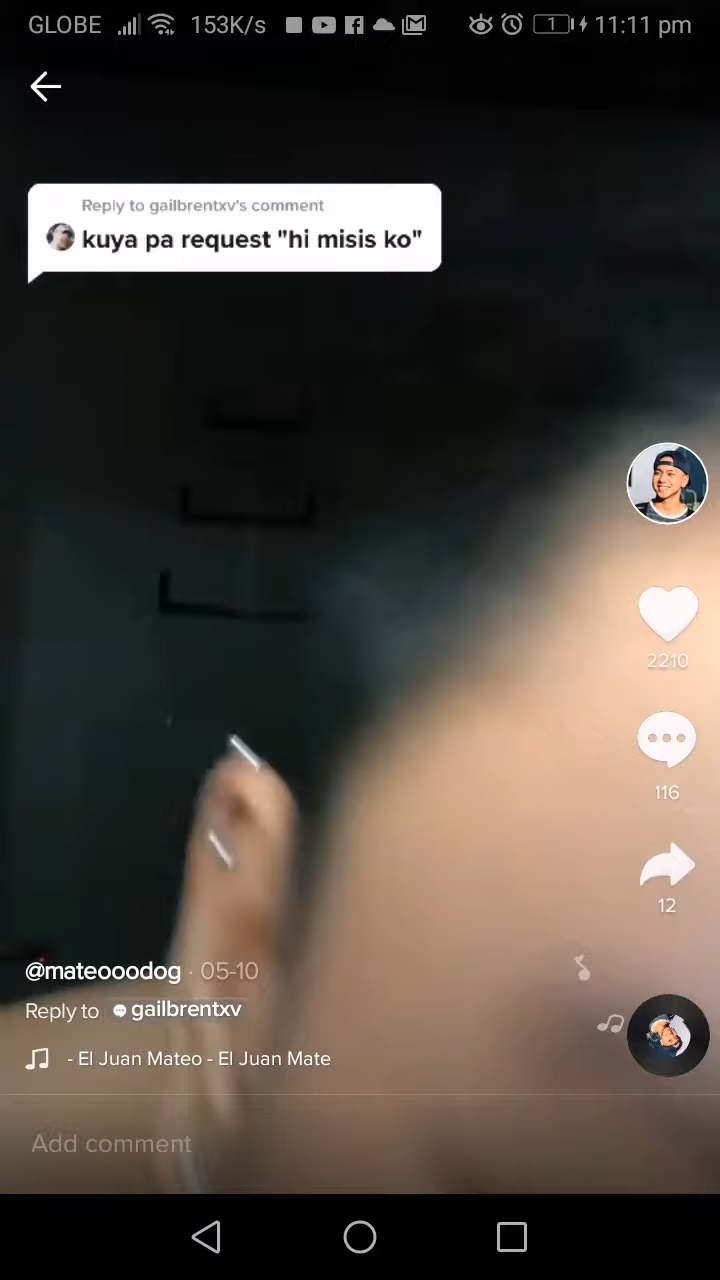 GLOBE 153K/s 1 11:11 pm
Reply to gailbrentxv's comment
kuya pa request "hi misis ko"
2210
116
12
@mateooodog · 05-10
Reply to gailbrentxv
- El Juan Mateo - El Juan Mate
Add comment